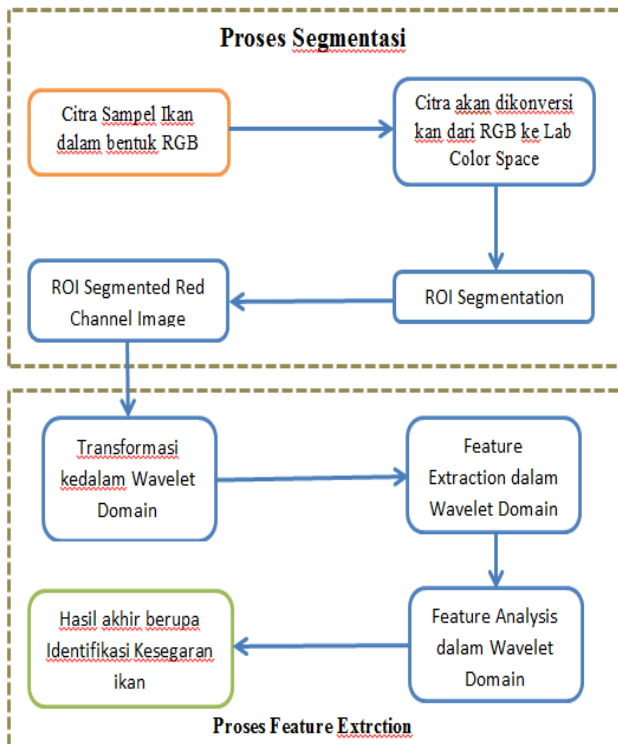 Proses Segmentasi
Citra Sampel Ikan
dalam bentuk RGB
Citra akan dikonversi
kan dari RGB ke Lab
Color Space
ROI Segmentation
ROI Segmented Red
Channel Image
Transformasi
kedalam Wavelet
Domain
Feature
Extraction dalam
Wavelet Domain
Feature Analysis
dalam Wavelet
Domain
Hasil akhir berupa
Identifikasi Kesegaran
ikan
Proses Feature Extrction